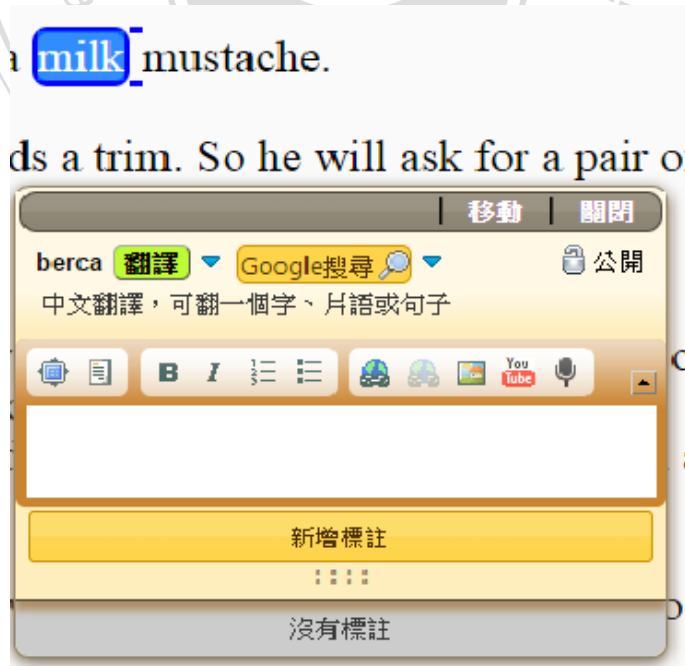 a milk mustache.
ds a trim. So he will ask for a pair o
移動 關閉
berca 翻譯 Google搜尋 公開
中文翻譯，可翻一個字、片語或句子
B I You Tube
新增標註
沒有標註